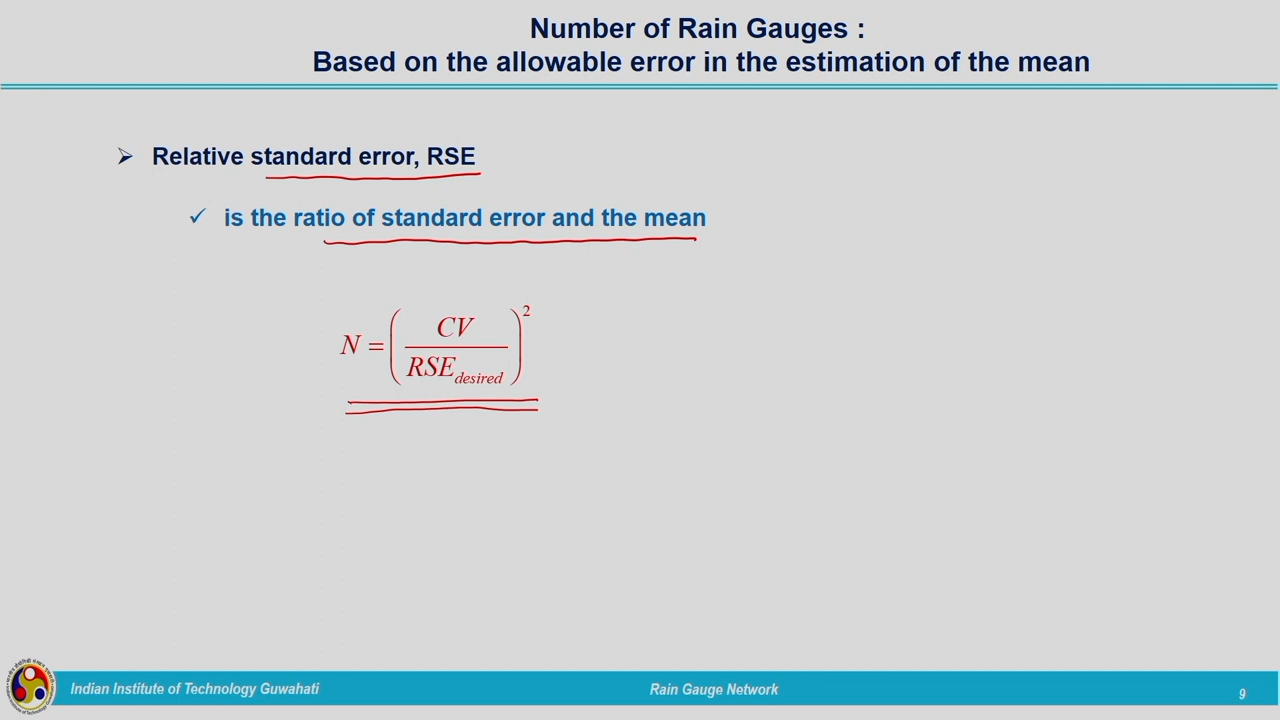 Number of Rain Gauges :
Based on the allowable error in the estimation of the mean
➢ Relative standard error, RSE
✓ is the ratio of standard error and the mean
N = (CV / RSE_desired)^2
Indian Institute of Technology Guwahati
Rain Gauge Network
9